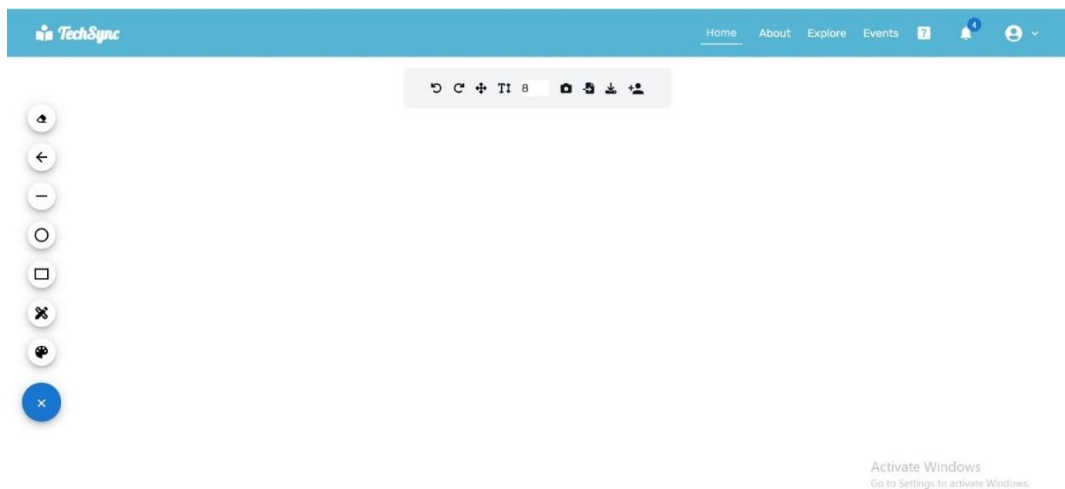 TechSync
Home About Explore Events ? 4
T 8
Activate Windows
Go to Settings to activate Windows.